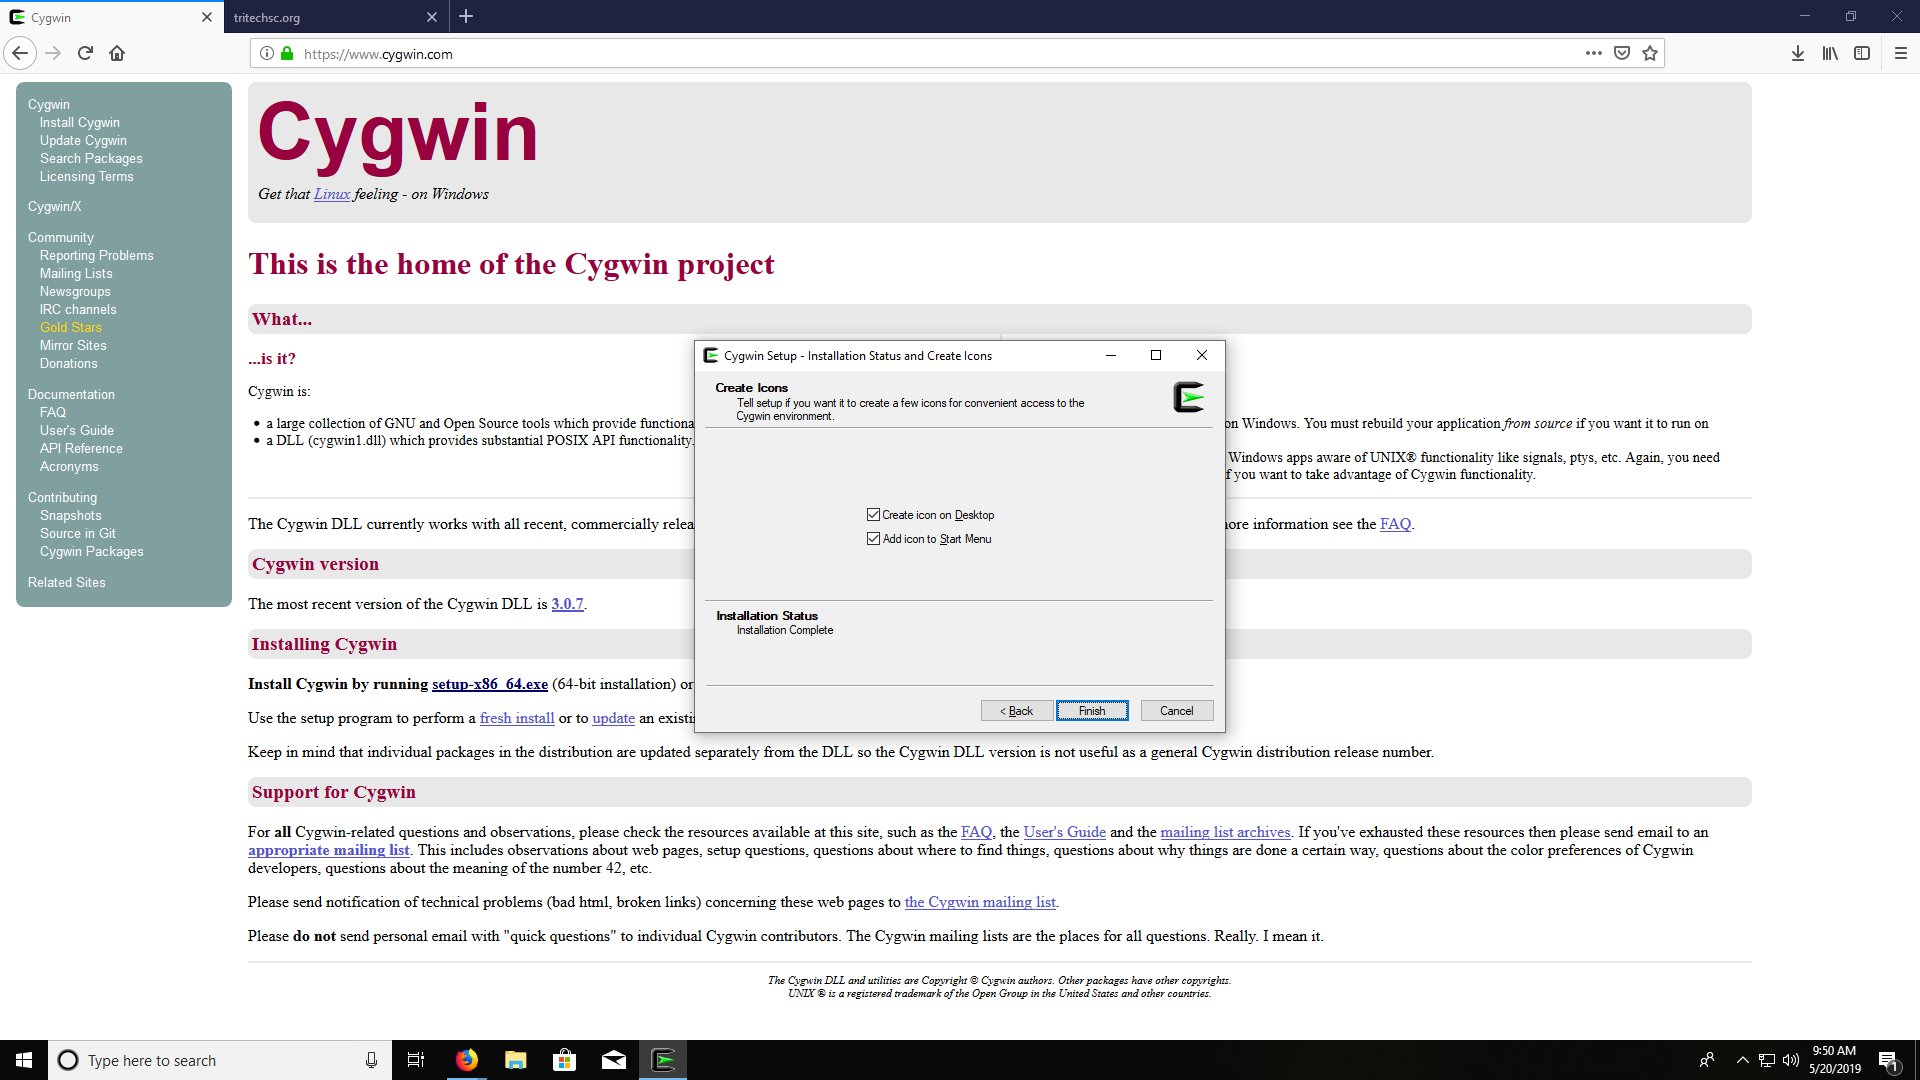 Cygwin
tritechsc.org
https://www.cygwin.com
Cygwin
Install Cygwin
Update Cygwin
Search Packages
Licensing Terms
Cygwin/X
Community
Reporting Problems
Mailing Lists
Newsgroups
IRC channels
Gold Stars
Mirror Sites
Donations
Documentation
FAQ
User's Guide
API Reference
Acronyms
Contributing
Snapshots
Source in Git
Cygwin Packages
Related Sites
Cygwin
Get that Linux feeling - on Windows
This is the home of the Cygwin project
What...
...is it?
Cygwin is:
a large collection of GNU and Open Source tools which provide functiona
a DLL (cygwin1.dll) which provides substantial POSIX API functionality.
on Windows. You must rebuild your application from source if you want it to run on
Windows apps aware of UNIX® functionality like signals, ptys, etc. Again, you need
f you want to take advantage of Cygwin functionality.
The Cygwin DLL currently works with all recent, commercially relea
ore information see the FAQ.
Cygwin version
The most recent version of the Cygwin DLL is 3.0.7.
Installing Cygwin
Install Cygwin by running setup-x86_64.exe (64-bit installation) or
Use the setup program to perform a fresh install or to update an existi
Keep in mind that individual packages in the distribution are updated separately from the DLL so the Cygwin DLL version is not useful as a general Cygwin distribution release number.
Support for Cygwin
For all Cygwin-related questions and observations, please check the resources available at this site, such as the FAQ, the User's Guide and the mailing list archives. If you've exhausted these resources then please send email to an
appropriate mailing list. This includes observations about web pages, setup questions, questions about where to find things, questions about why things are done a certain way, questions about the color preferences of Cygwin
developers, questions about the meaning of the number 42, etc.
Please send notification of technical problems (bad html, broken links) concerning these web pages to the Cygwin mailing list.
Please do not send personal email with "quick questions" to individual Cygwin contributors. The Cygwin mailing lists are the places for all questions. Really. I mean it.
The Cygwin DLL and utilities are Copyright © Cygwin authors. Other packages have other copyrights.
UNIX ® is a registered trademark of the Open Group in the United States and other countries.
Cygwin Setup - Installation Status and Create Icons
Create Icons
Tell setup if you want it to create a few icons for convenient access to the
Cygwin environment.
Create icon on Desktop
Add icon to Start Menu
Installation Status
Installation Complete
< Back
Finish
Cancel
Type here to search
9:50 AM
5/20/2019
1